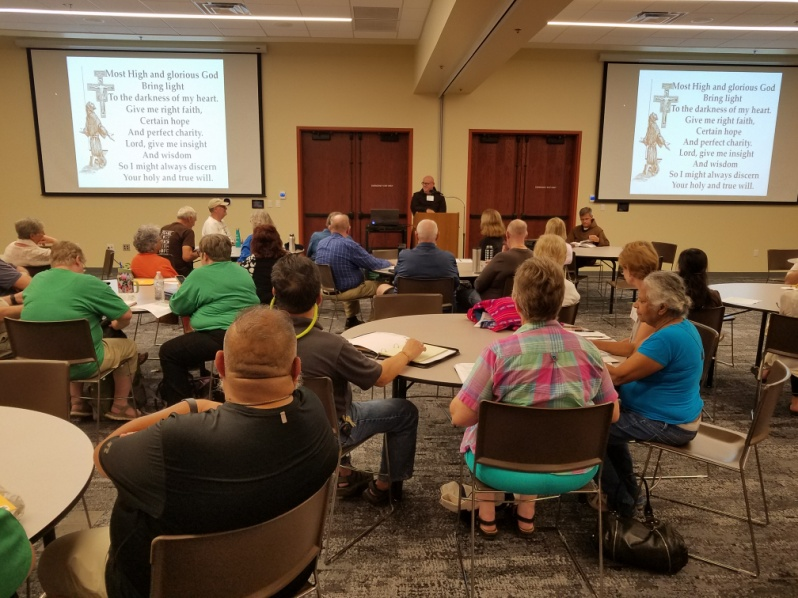 Most High and glorious God
Bring light
To the darkness of my heart.
Give me right faith,
Certain hope
And perfect charity.
Lord, give me insight
And wisdom
So I might always discern
Your holy and true will.
Most High and glorious God
Bring light
To the darkness of my heart.
Give me right faith,
Certain hope
And perfect charity.
Lord, give me insight
And wisdom
So I might always discern
Your holy and true will.